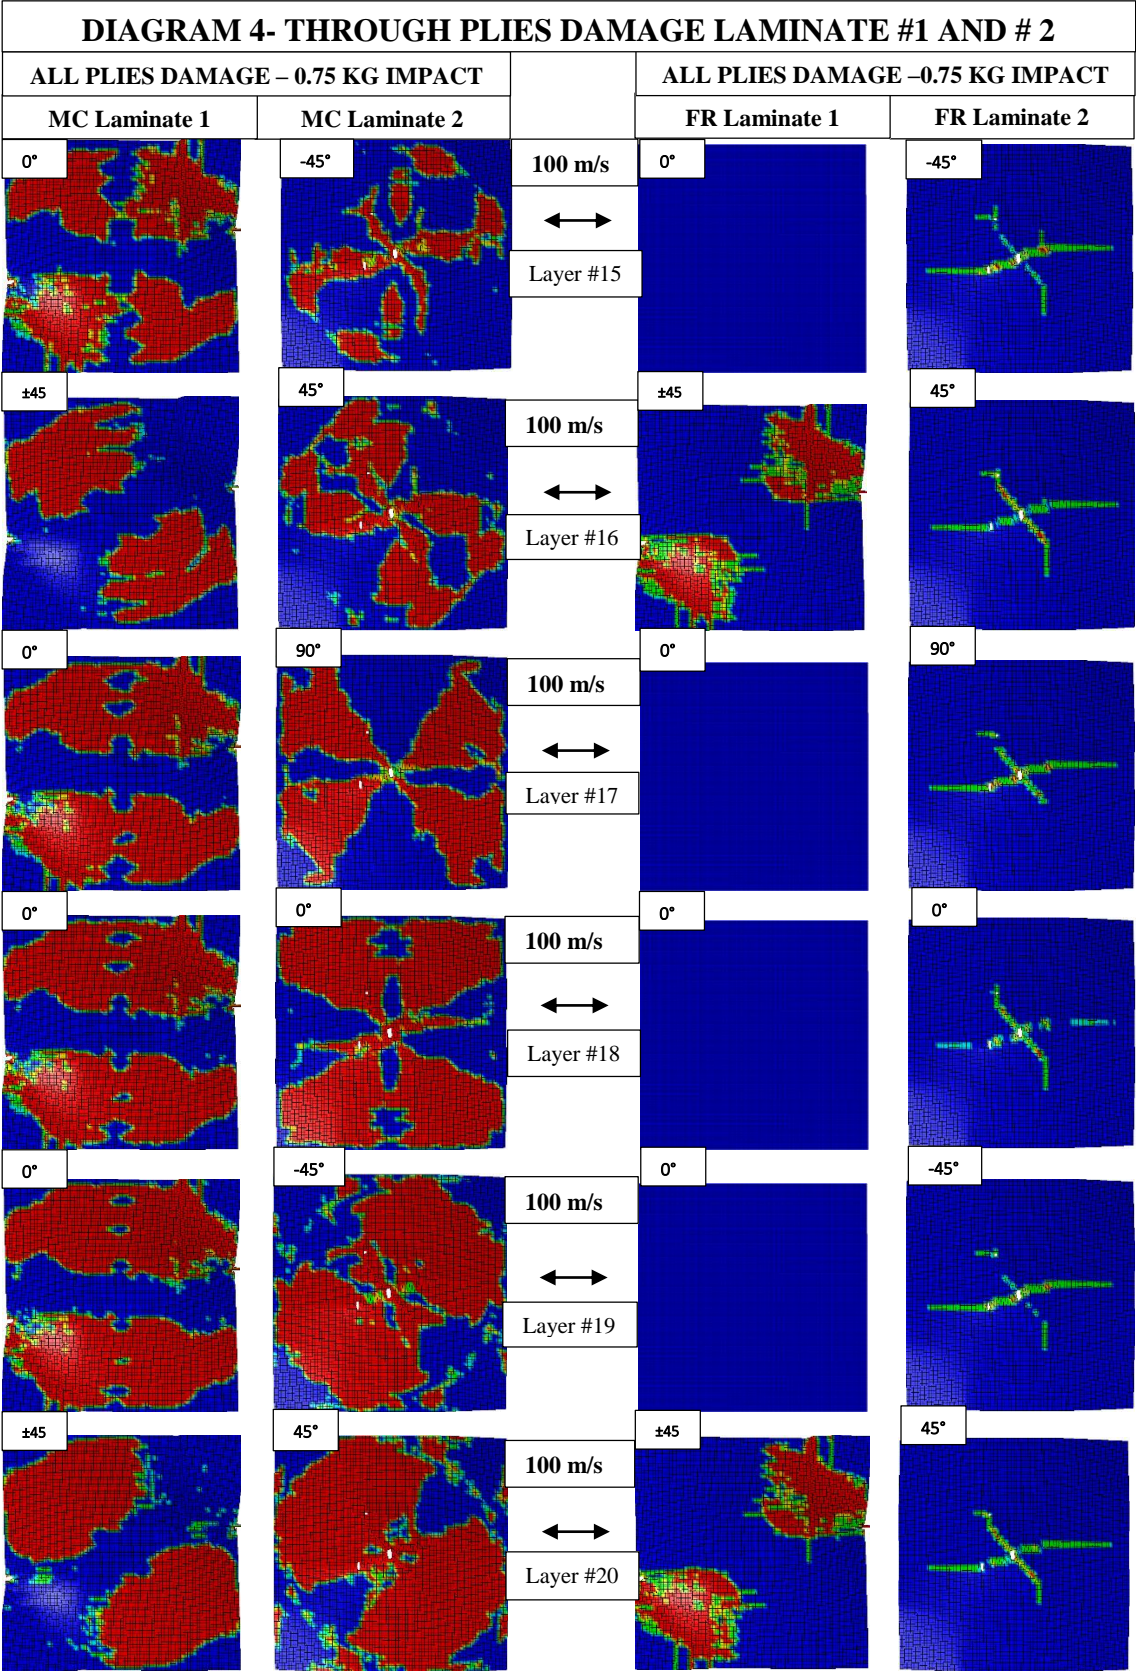 DIAGRAM 4- THROUGH PLIES DAMAGE LAMINATE #1 AND # 2
ALL PLIES DAMAGE – 0.75 KG IMPACT
ALL PLIES DAMAGE –0.75 KG IMPACT
MC Laminate 1
MC Laminate 2
FR Laminate 1
FR Laminate 2
0°
-45°
100 m/s
0°
-45°
Layer #15
±45
45°
100 m/s
±45
45°
Layer #16
0°
90°
100 m/s
0°
90°
Layer #17
0°
0°
100 m/s
0°
0°
Layer #18
0°
-45°
100 m/s
0°
-45°
Layer #19
±45
45°
100 m/s
±45
45°
Layer #20